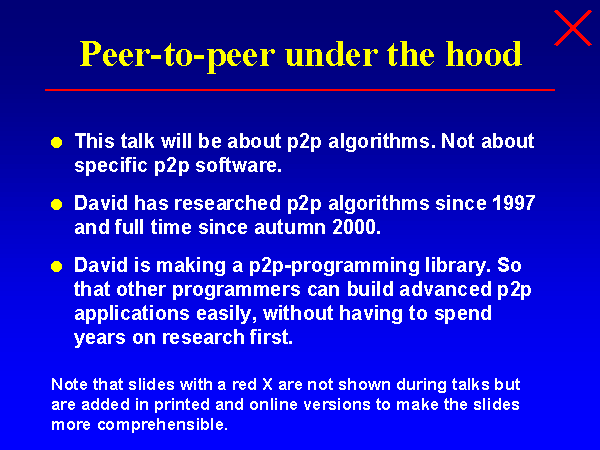 Peer-to-peer under the hood
This talk will be about p2p algorithms. Not about
specific p2p software.
David has researched p2p algorithms since 1997
and full time since autumn 2000.
David is making a p2p-programming library. So
that other programmers can build advanced p2p
applications easily, without having to spend
years on research first.
Note that slides with a red X are not shown during talks but
are added in printed and online versions to make the slides
more comprehensible.